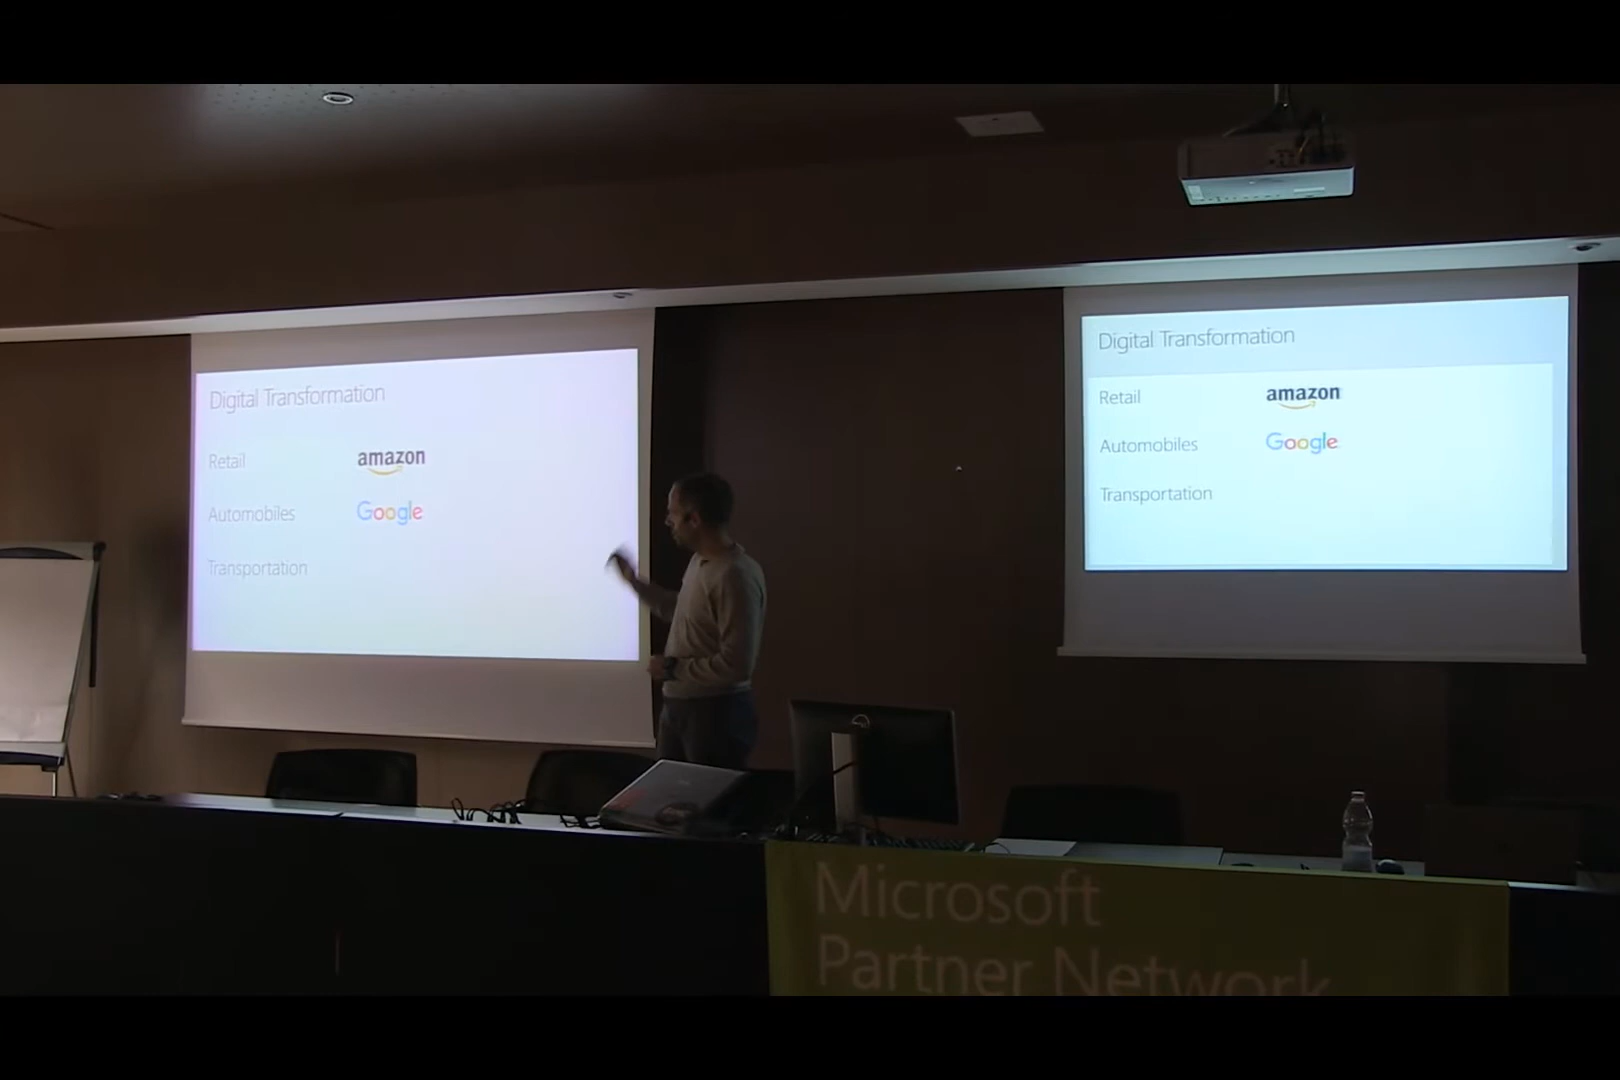 Digital Transformation
Retail amazon
Automobiles Google
Transportation
Digital Transformation
Retail amazon
Automobiles Google
Transportation
Microsoft
Partner Network